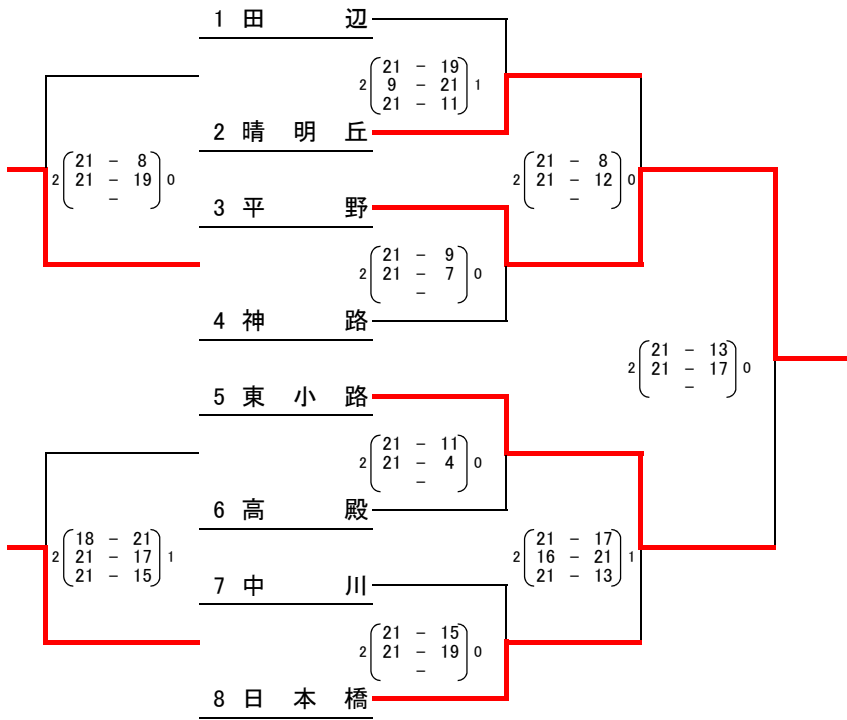 1 田 辺
2 ( 21 - 19
9 - 21
21 - 11 ) 1
2 晴 明 丘
2 ( 21 - 8
21 - 19
- ) 0
2 ( 21 - 8
21 - 12
- ) 0
3 平 野
2 ( 21 - 9
21 - 7
- ) 0
4 神 路
2 ( 21 - 13
21 - 17
- ) 0
5 東 小 路
2 ( 21 - 11
21 - 4
- ) 0
6 高 殿
2 ( 18 - 21
21 - 17
21 - 15 ) 1
2 ( 21 - 17
16 - 21
21 - 13 ) 1
7 中 川
2 ( 21 - 15
21 - 19
- ) 0
8 日 本 橋